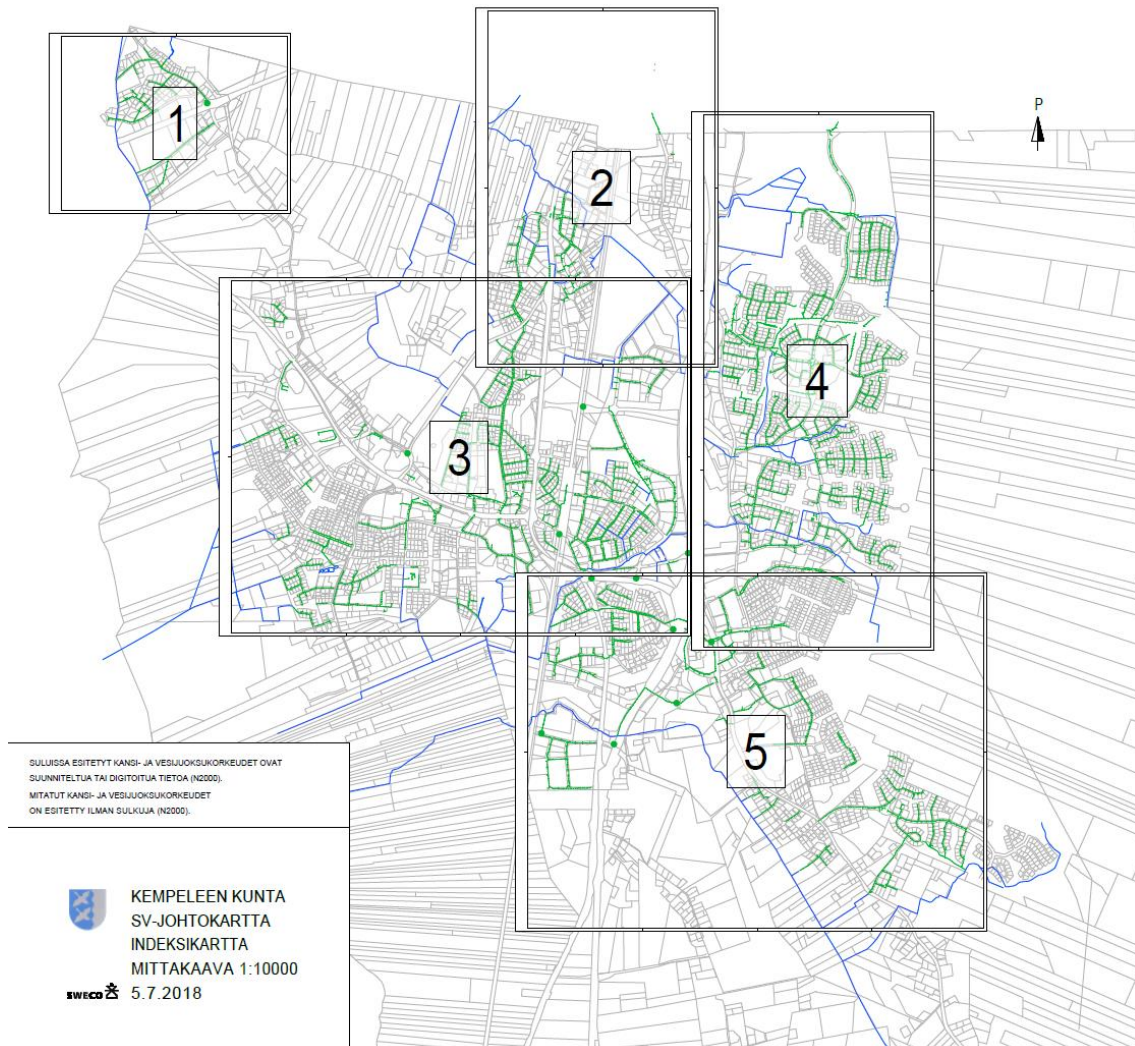 1
2
P
4
3
5
SULUISSA ESITETYT KANSI- JA VESIJUOKSUKORKEUDET OVAT
SUUNNITELTUA TAI DIGITOITUA TIETOA (N2000).
MITATUT KANSI- JA VESIJUOKSUKORKEUDET
ON ESITETTY ILMAN SULKUJA (N2000).
KEMPELEEN KUNTA
SV-JOHTOKARTTA
INDEKSIKARTTA
MITTAKAAVA 1:10000
SWECO 5.7.2018